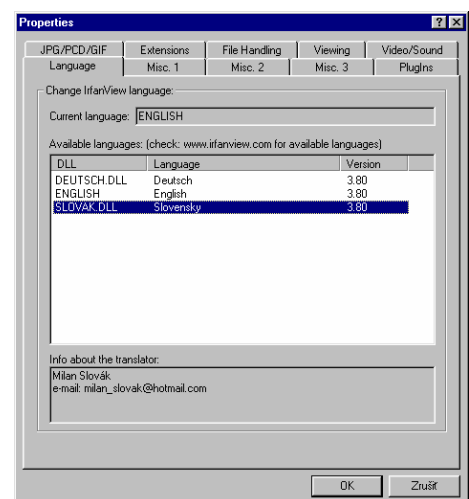 Properties
JPG/PCD/GIF Extensions File Handling Viewing Video/Sound
Language Misc. 1 Misc. 2 Misc. 3 PlugIns
Change IrfanView language:
Current language: ENGLISH
Available languages: (check: www.irfanview.com for available languages)
DLL Language Version
DEUTSCH.DLL Deutsch 3.80
ENGLISH English 3.80
SLOVAK.DLL Slovensky 3.80
Info about the translator:
Milan Slovák
e-mail: milan_slovak@hotmail.com
OK Zrušiť